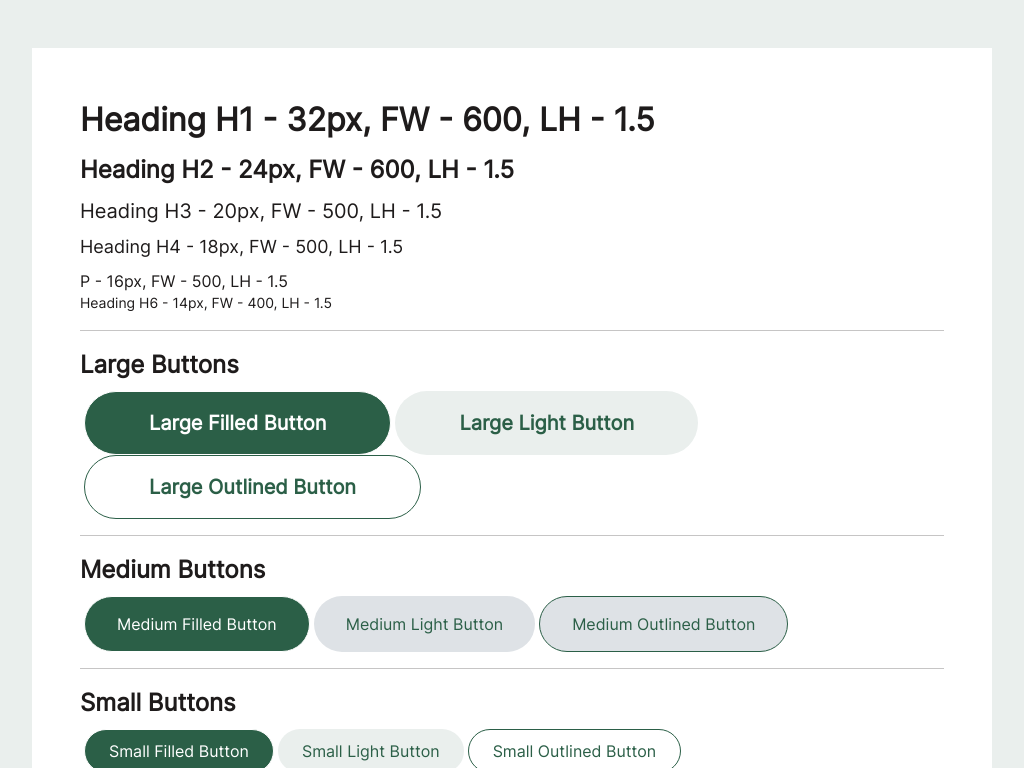 Heading H1 - 32px, FW - 600, LH - 1.5
Heading H2 - 24px, FW - 600, LH - 1.5
Heading H3 - 20px, FW - 500, LH - 1.5
Heading H4 - 18px, FW - 500, LH - 1.5
P - 16px, FW - 500, LH - 1.5
Heading H6 - 14px, FW - 400, LH - 1.5
Large Buttons
Large Filled Button Large Light Button
Large Outlined Button
Medium Buttons
Medium Filled Button Medium Light Button Medium Outlined Button
Small Buttons
Small Filled Button Small Light Button Small Outlined Button